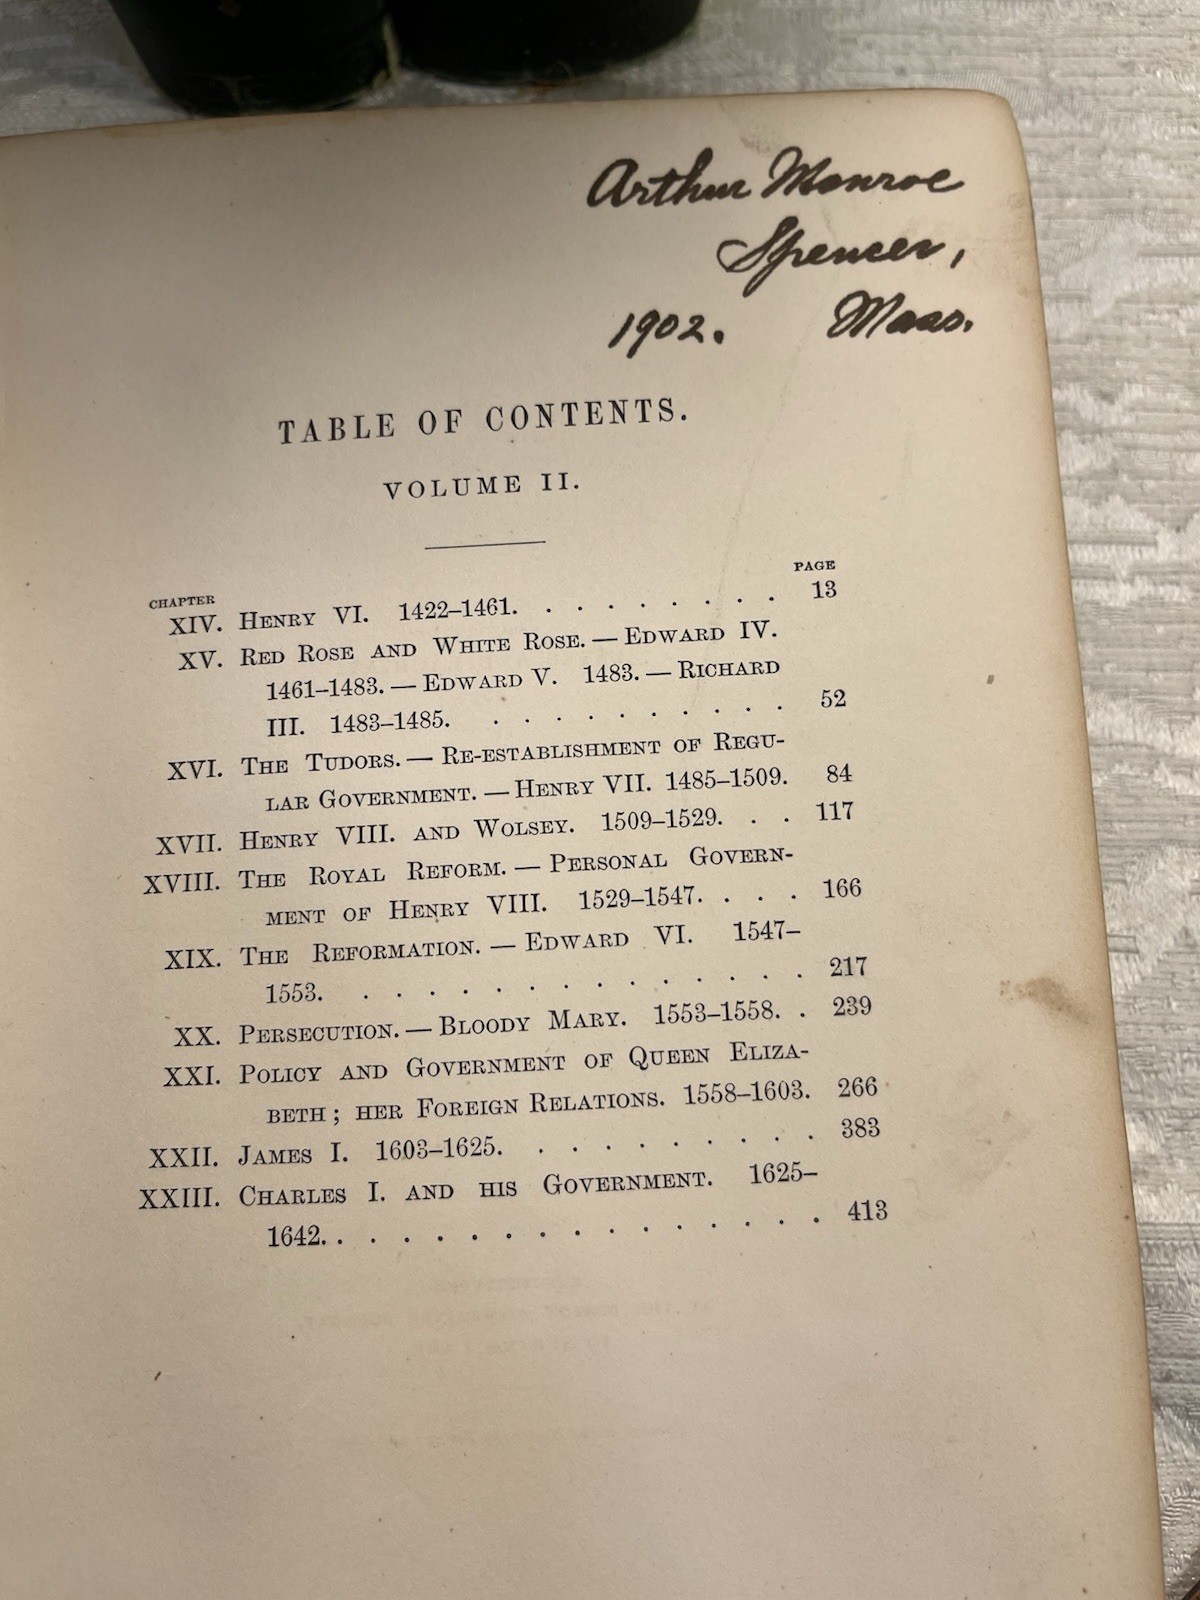 Arthur Monroe
Spencer,
1902. Mass.
TABLE OF CONTENTS.
VOLUME II.
CHAPTER PAGE
XIV. HENRY VI. 1422–1461. . . . . . . . . 13
XV. RED ROSE AND WHITE ROSE. — EDWARD IV.
1461–1483. — EDWARD V. 1483. — RICHARD
III. 1483–1485. . . . . . . . . . . 52
XVI. THE TUDORS. — RE-ESTABLISHMENT OF REGU-
LAR GOVERNMENT. — HENRY VII. 1485–1509. 84
XVII. HENRY VIII. AND WOLSEY. 1509–1529. . . 117
XVIII. THE ROYAL REFORM. — PERSONAL GOVERN-
MENT OF HENRY VIII. 1529–1547. . . . 166
XIX. THE REFORMATION. — EDWARD VI. 1547–
1553. . . . . . . . . . . . . . . 217
XX. PERSECUTION. — BLOODY MARY. 1553–1558. . 239
XXI. POLICY AND GOVERNMENT OF QUEEN ELIZA-
BETH ; HER FOREIGN RELATIONS. 1558–1603. 266
XXII. JAMES I. 1603–1625. . . . . . . . . . 383
XXIII. CHARLES I. AND HIS GOVERNMENT. 1625–
1642. . . . . . . . . . . . . . . . 413